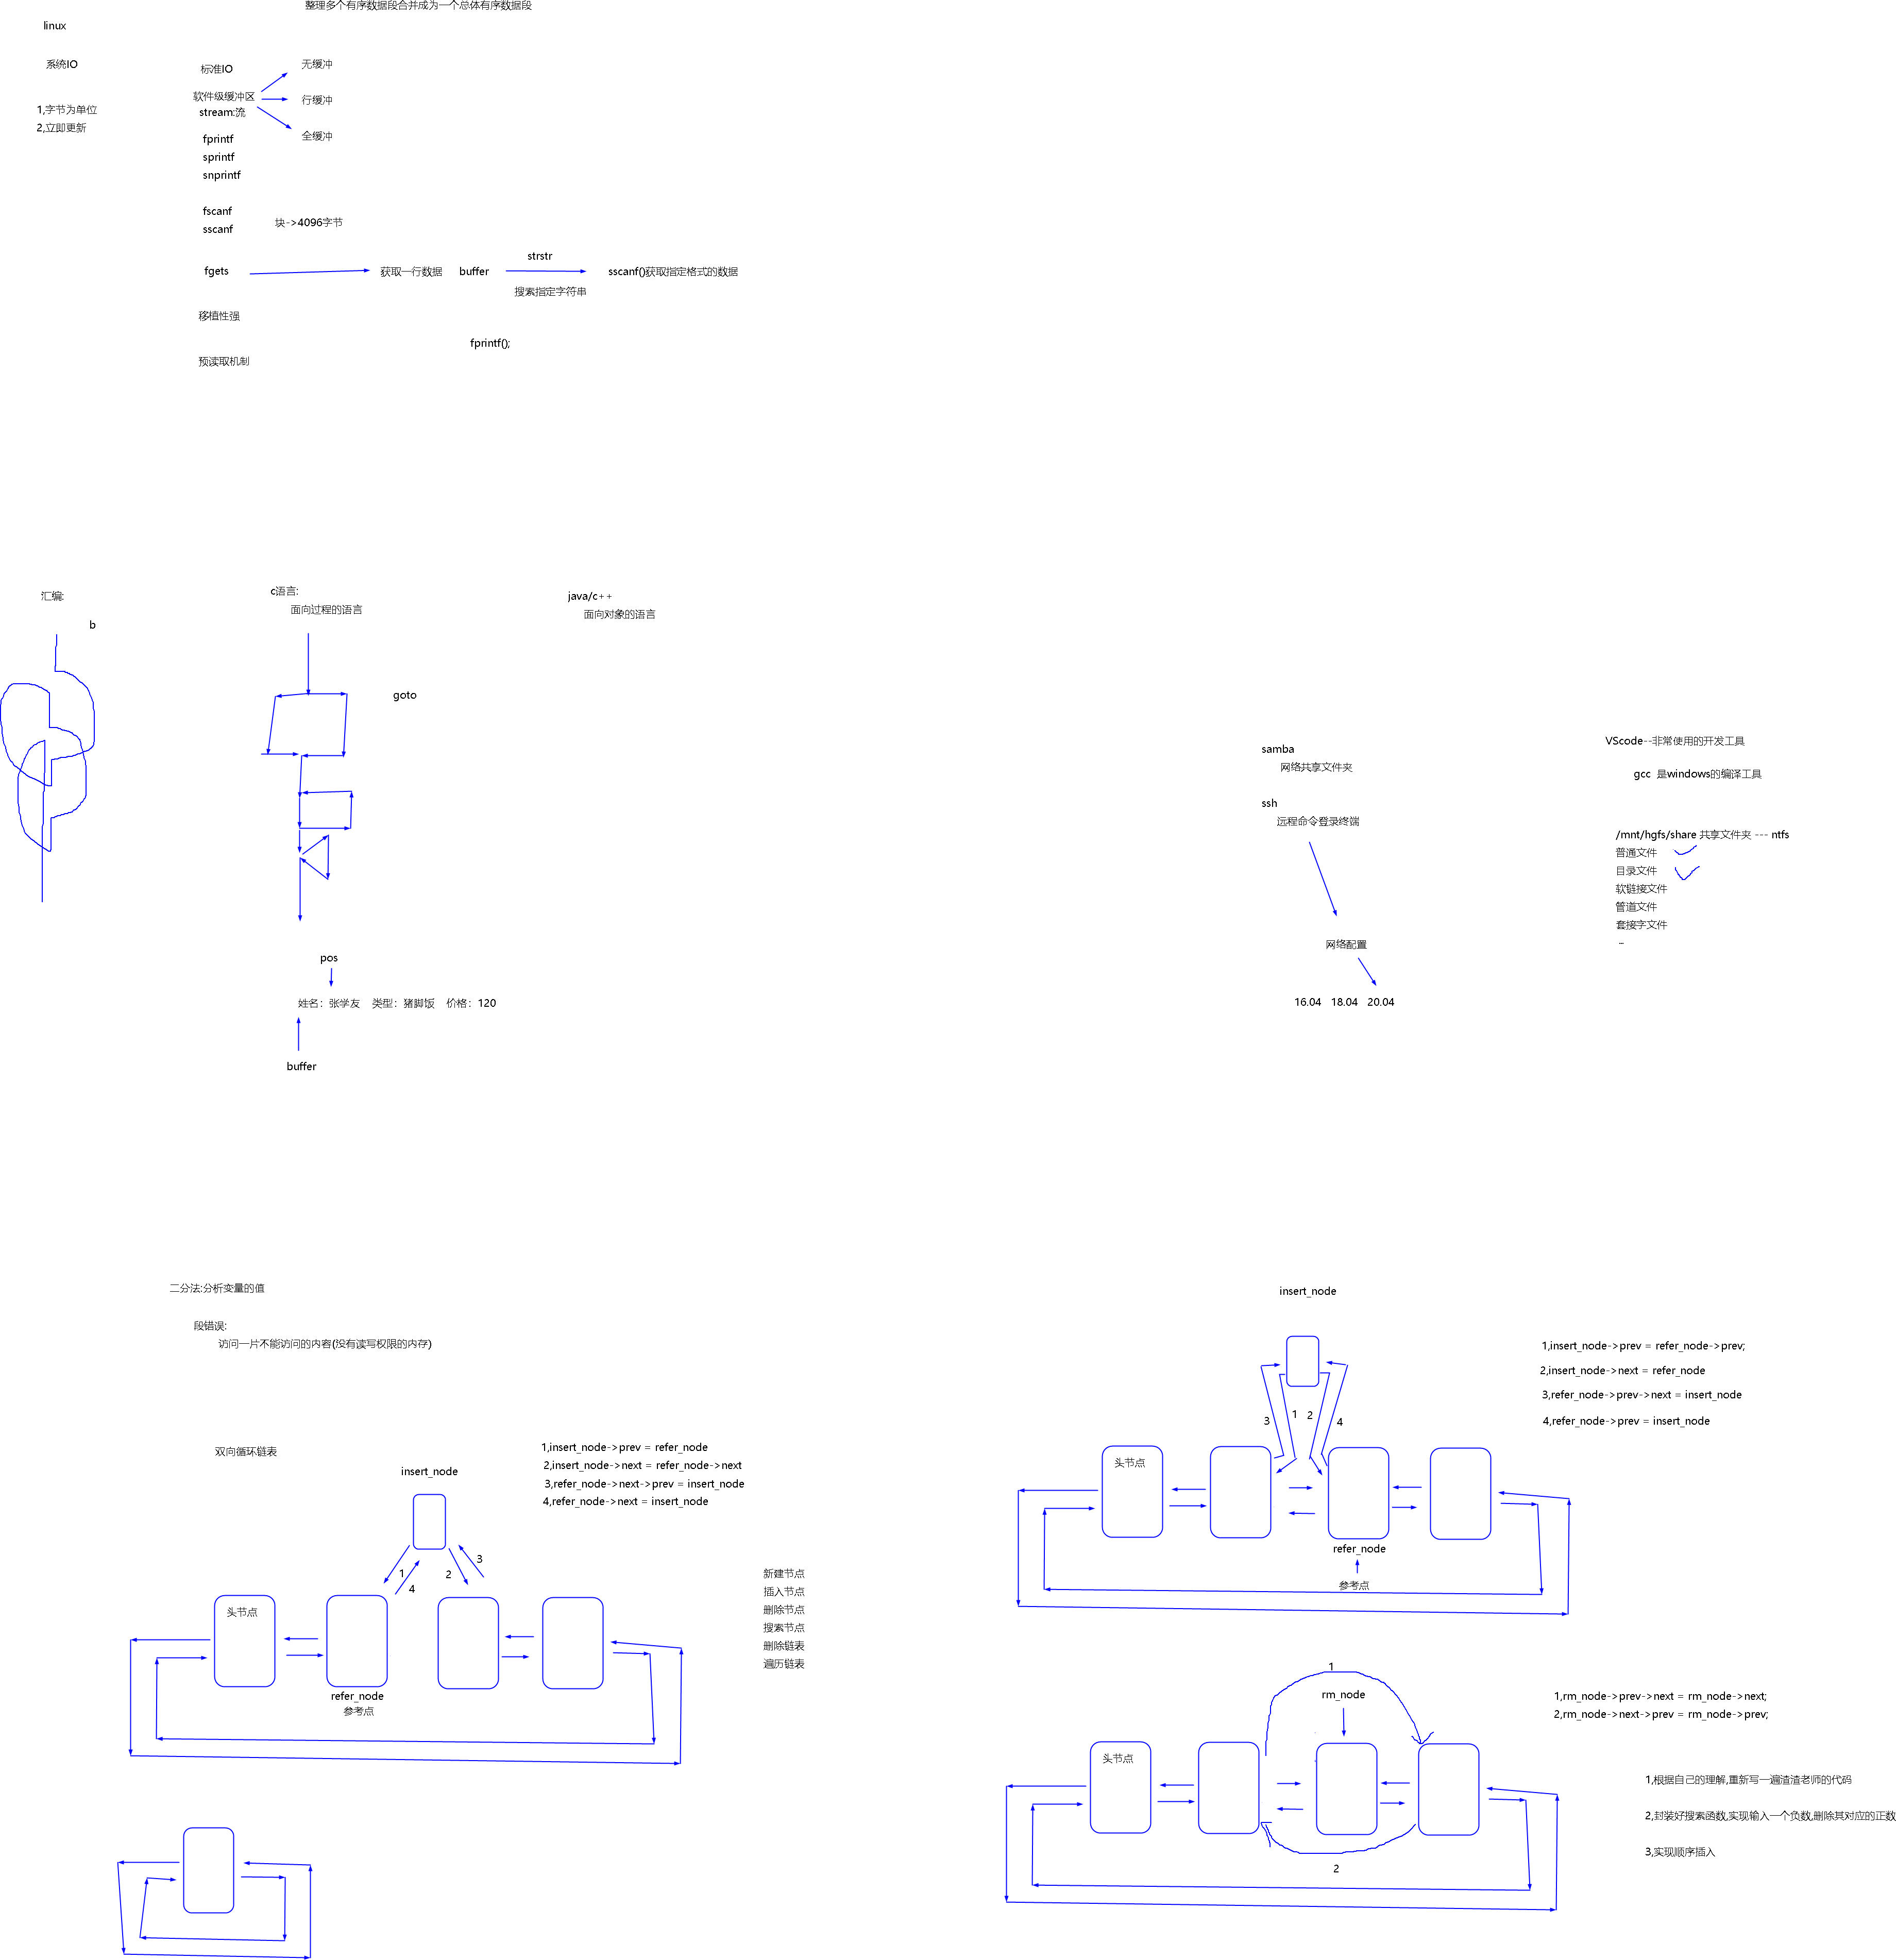 整理多个有序数据段合并成为一个总体有序数据段
linux
系统IO
1,字节为单位
2,立即更新
标准IO
软件级缓冲区
stream:流
无缓冲
行缓冲
全缓冲
fprintf
sprintf
snprintf
fscanf
sscanf
块->4096字节
fgets
获取一行数据
buffer
strstr
搜素指定字符串
sscanf()获取指定格式的数据
移植性强
fprintf();
预读取机制
汇编:
b
c语言:
面向过程的语言
java/c++
面向对象的语言
goto
samba
网络共享文件夹
ssh
远程命令登录终端
网络配置
16.04 18.04 20.04
VScode--非常使用的开发工具
gcc 是windows的编译工具
/mnt/hgfs/share 共享文件夹 --- ntfs
普通文件
目录文件
软链接文件
管道文件
套接字文件
...
pos
姓名：张学友 类型：猪脚饭 价格：120
buffer
二分法:分析变量的值
段错误:
访问一片不能访问的内容(没有读写权限的内存)
双向循环链表
insert_node
1,insert_node->prev = refer_node
2,insert_node->next = refer_node->next
3,refer_node->next->prev = insert_node
4,refer_node->next = insert_node
1
4
2
3
头节点
refer_node
参考点
新建节点
插入节点
删除节点
搜素节点
删除链表
遍历链表
insert_node
1,insert_node->prev = refer_node->prev;
2,insert_node->next = refer_node
3,refer_node->prev->next = insert_node
4,refer_node->prev = insert_node
3
1
2
4
头节点
refer_node
参考点
1
rm_node
1,rm_node->prev->next = rm_node->next;
2,rm_node->next->prev = rm_node->prev;
头节点
2
1,根据自己的理解,重新写一遍渣渣老师的代码
2,封装好搜素函数,实现输入一个负数,删除其对应的正数
3,实现顺序插入